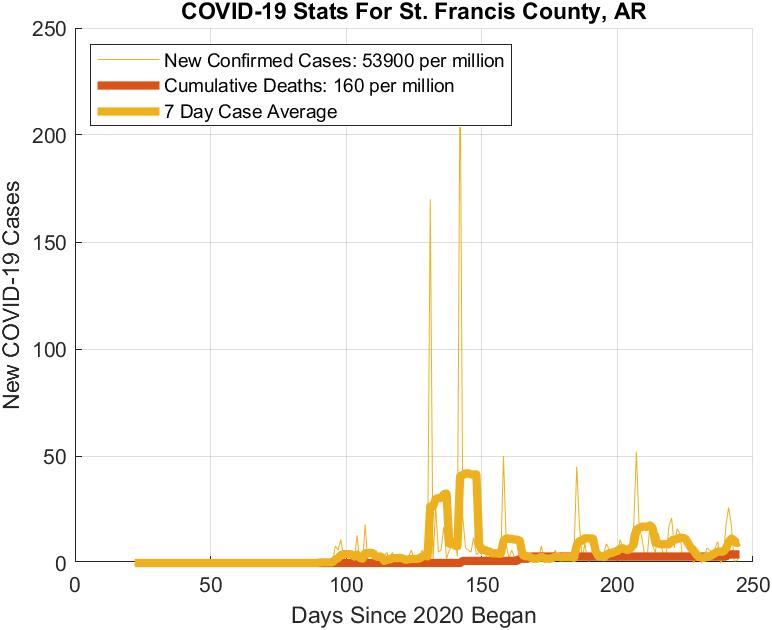 COVID-19 Stats For St. Francis County, AR
250
New Confirmed Cases: 53900 per million
Cumulative Deaths: 160 per million
7 Day Case Average
200
150
100
50
0
New COVID-19 Cases
0 50 100 150 200 250
Days Since 2020 Began